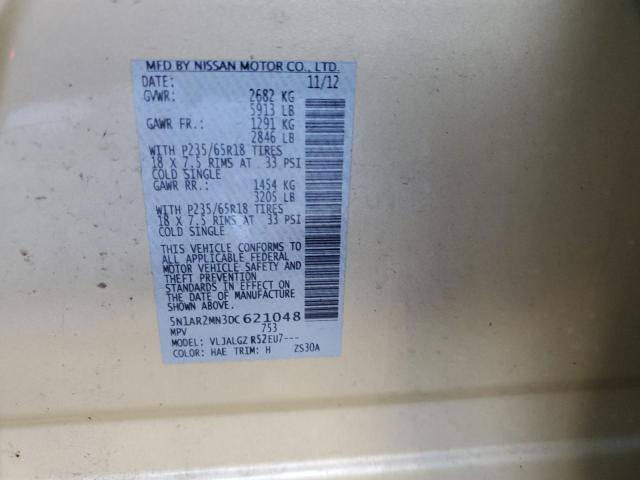 MFD BY NISSAN MOTOR CO., LTD.
DATE: 11/12
GVWR: 2682 KG
5913 LB
GAWR FR.: 1291 KG
2846 LB
WITH P235/65R18 TIRES
18 X 7.5 RIMS AT 33 PSI
COLD SINGLE
GAWR RR.: 1454 KG
3205 LB
WITH P235/65R18 TIRES
18 X 7.5 RIMS AT 33 PSI
COLD SINGLE
THIS VEHICLE CONFORMS TO
ALL APPLICABLE FEDERAL
MOTOR VEHICLE SAFETY AND
THEFT PREVENTION
STANDARDS IN EFFECT ON
THE DATE OF MANUFACTURE
5N1AR2MN3DC621048
MPV 753
MODEL: VLJALGZ R52EU7---
COLOR: HAE TRIM: H ZS30A